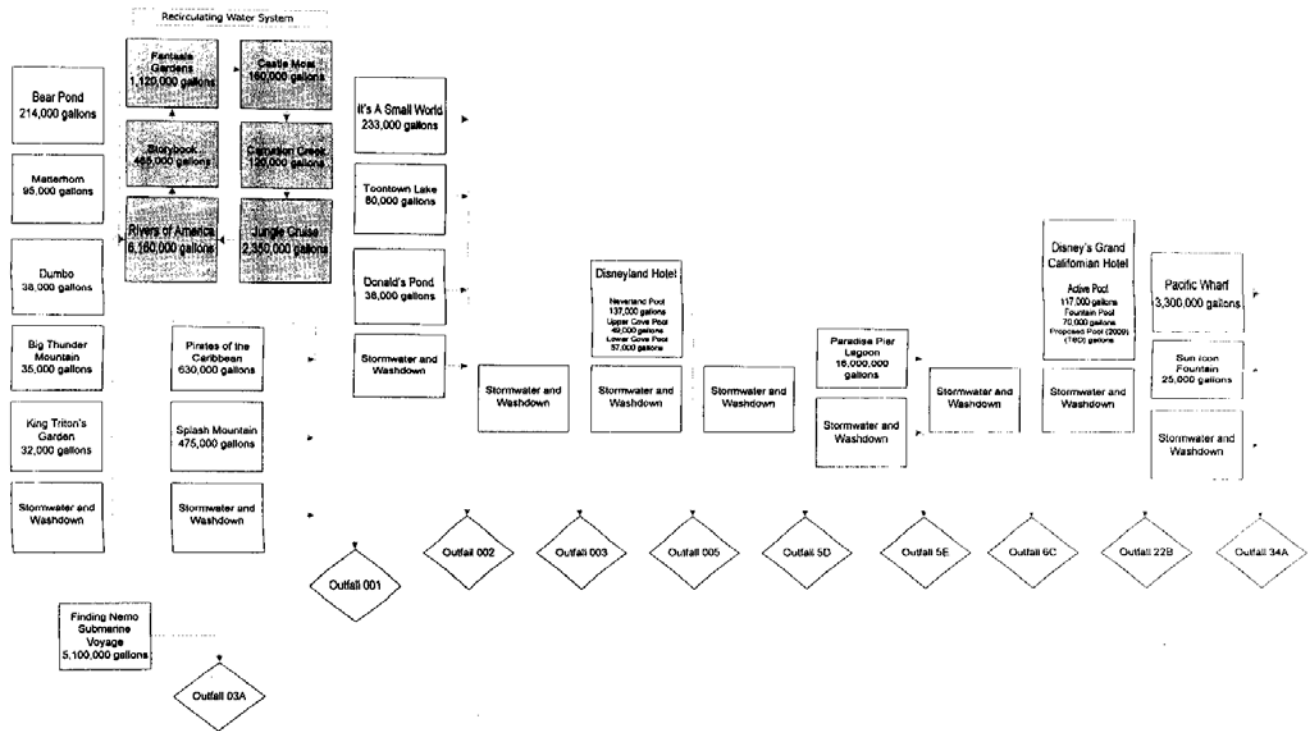 Recirculating Water System
Fantasia
Gardens
1,120,000 gallons
Castle Moat
160,000 gallons
Bear Pond
214,000 gallons
It's A Small World
233,000 gallons
Storybook
465,000 gallons
Carnation Creek
120,000 gallons
Matterhorn
95,000 gallons
Toontown Lake
80,000 gallons
Rivers of America
6,160,000 gallons
Jungle Cruise
2,350,000 gallons
Dumbo
38,000 gallons
Donald's Pond
38,000 gallons
Disneyland Hotel
Neverland Pool
137,000 gallons
Upper Cove Pool
49,000 gallons
Lower Cove Pool
57,000 gallons
Disney's Grand
Californian Hotel
Active Pool
117,000 gallons
Fountain Pool
70,000 gallons
Proposed Pool (2009)
(TBD) gallons
Pacific Wharf
3,300,000 gallons
Big Thunder
Mountain
35,000 gallons
Pirates of the
Caribbean
630,000 gallons
Stormwater and
Washdown
Paradise Pier
Lagoon
16,000,000
gallons
Sun Icon
Fountain
25,000 gallons
Stormwater and
Washdown
Stormwater and
Washdown
Stormwater and
Washdown
Stormwater and
Washdown
Stormwater and
Washdown
King Triton's
Garden
32,000 gallons
Splash Mountain
475,000 gallons
Stormwater and
Washdown
Stormwater and
Washdown
Stormwater and
Washdown
Stormwater and
Washdown
Outfall 001
Outfall 002
Outfall 003
Outfall 005
Outfall 5D
Outfall 5E
Outfall 6C
Outfall 22B
Outfall 34A
Finding Nemo
Submarine
Voyage
5,100,000 gallons
Outfall 03A